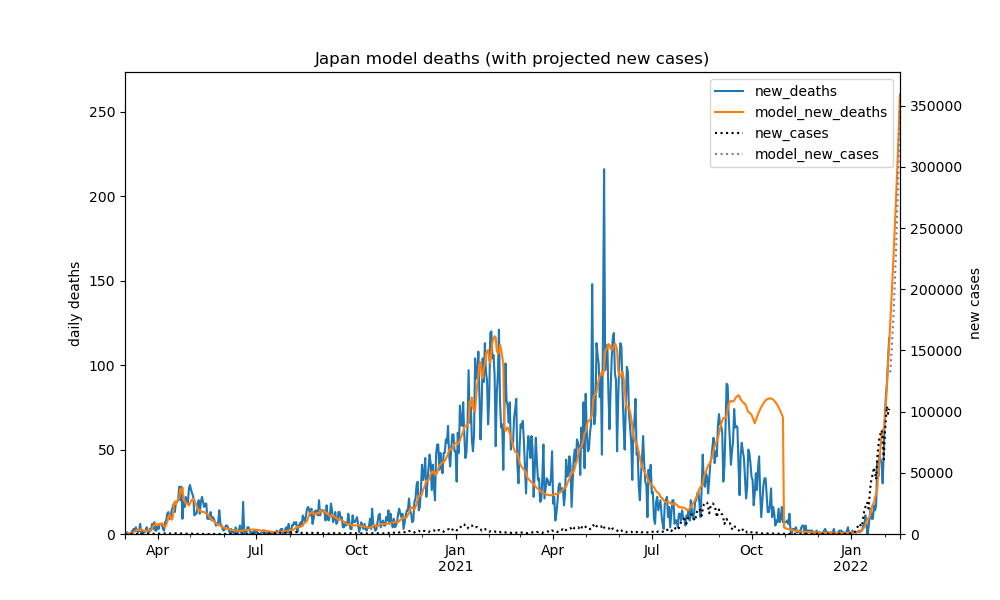 Japan model deaths (with projected new cases)
new_deaths
model_new_deaths
new_cases
model_new_cases
daily deaths
250
200
150
100
50
0
new cases
350000
300000
250000
200000
150000
100000
50000
0
Apr
Jul
Oct
Jan
2021
Apr
Jul
Oct
Jan
2022